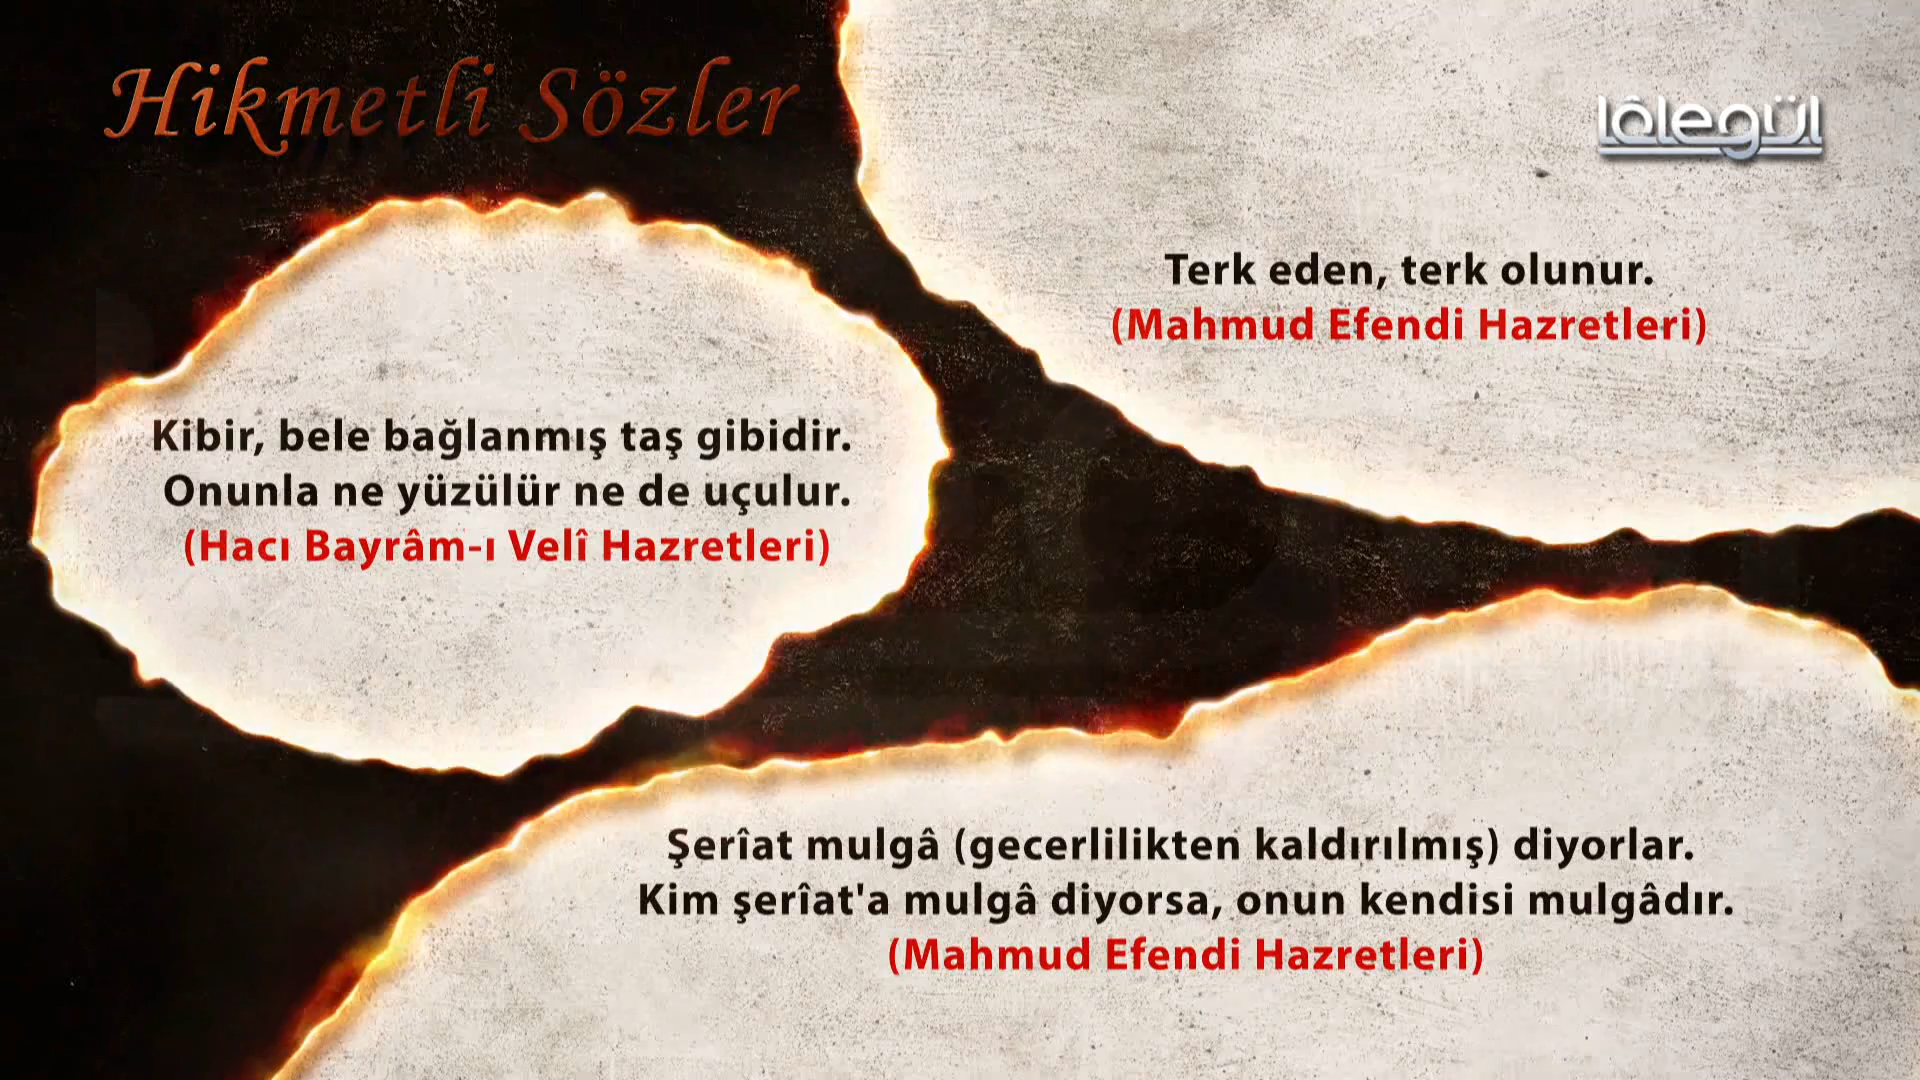 Hikmetli Sözler
lâlegül
Terk eden, terk olunur.
(Mahmud Efendi Hazretleri)
Kibir, bele bağlanmış taş gibidir.
Onunla ne yüzülür ne de uçulur.
(Hacı Bayrâm-ı Velî Hazretleri)
Şerîat mulgâ (gecerlilikten kaldırılmış) diyorlar.
Kim şerîat'a mulgâ diyorsa, onun kendisi mulgâdır.
(Mahmud Efendi Hazretleri)